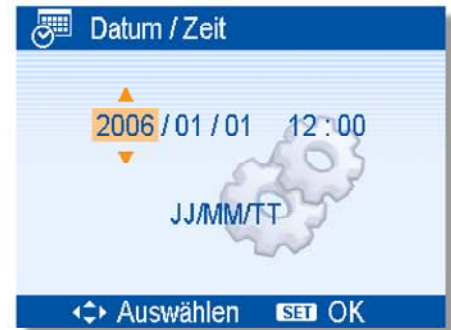 Datum / Zeit
2006 / 01 / 01 12 : 00
JJ/MM/TT
Auswählen SET OK